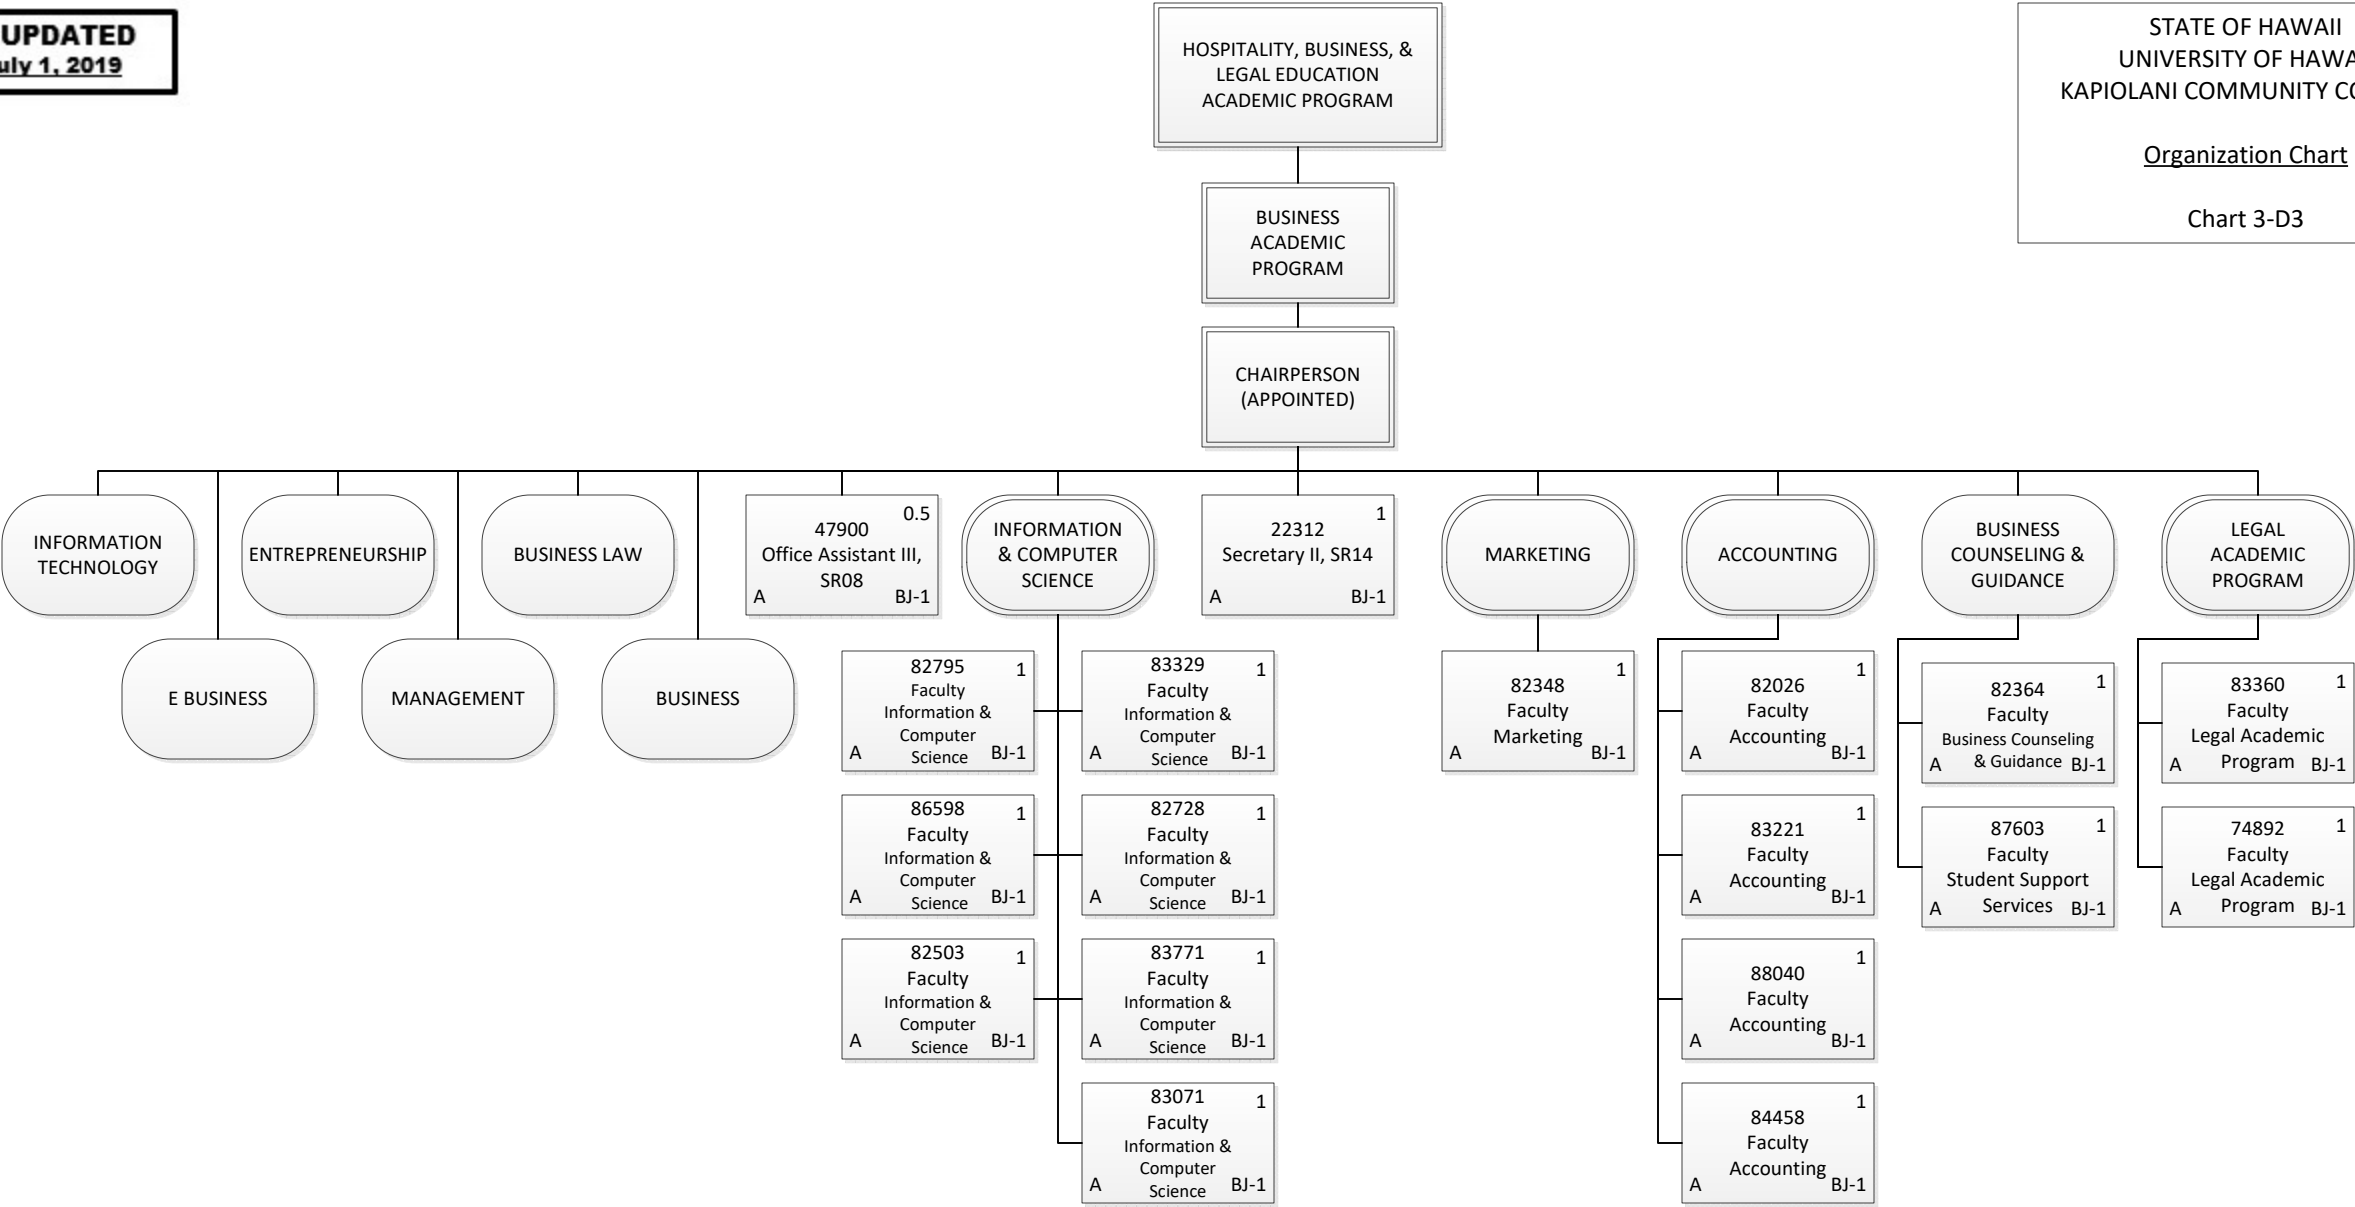 UPDATED
uly 1, 2019
HOSPITALITY, BUSINESS, &
LEGAL EDUCATION
ACADEMIC PROGRAM
STATE OF HAWAII
UNIVERSITY OF HAWA
KAPIOLANI COMMUNITY CO
Organization Chart
Chart 3-D3
BUSINESS
ACADEMIC
PROGRAM
CHAIRPERSON
(APPOINTED)
INFORMATION
TECHNOLOGY
ENTREPRENEURSHIP
BUSINESS LAW
0.5
47900
Office Assistant III,
SR08
A BJ-1
INFORMATION
& COMPUTER
SCIENCE
1
22312
Secretary II, SR14
A BJ-1
MARKETING
ACCOUNTING
BUSINESS
COUNSELING &
GUIDANCE
LEGAL
ACADEMIC
PROGRAM
E BUSINESS
MANAGEMENT
BUSINESS
82795 1
Faculty
Information &
Computer
A Science BJ-1
83329 1
Faculty
Information &
Computer
A Science BJ-1
86598 1
Faculty
Information &
Computer
A Science BJ-1
82728 1
Faculty
Information &
Computer
A Science BJ-1
82503 1
Faculty
Information &
Computer
A Science BJ-1
83771 1
Faculty
Information &
Computer
A Science BJ-1
83071 1
Faculty
Information &
Computer
A Science BJ-1
1
82348
Faculty
Marketing
A BJ-1
1
82026
Faculty
Accounting
A BJ-1
1
83221
Faculty
Accounting
A BJ-1
1
88040
Faculty
Accounting
A BJ-1
1
84458
Faculty
Accounting
A BJ-1
82364 1
Faculty
Business Counseling
A & Guidance BJ-1
87603 1
Faculty
Student Support
A Services BJ-1
83360 1
Faculty
Legal Academic
A Program BJ-1
74892 1
Faculty
Legal Academic
A Program BJ-1